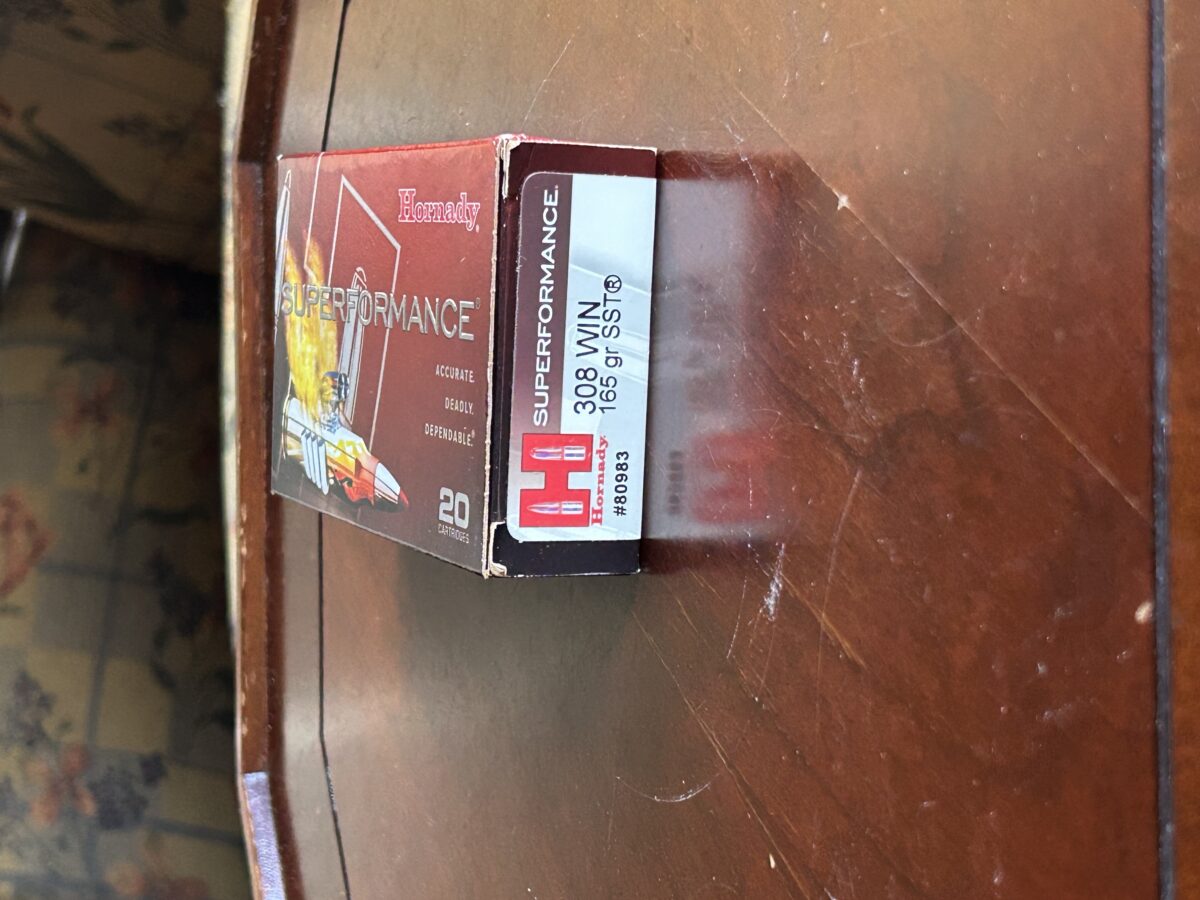 Hornady®
SUPERFORMANCE®
ACCURATE.
DEADLY.
DEPENDABLE.®
20
CARTRIDGES
SUPERFORMANCE®
308 WIN
165 gr SST®
H
Hornady®
#80983